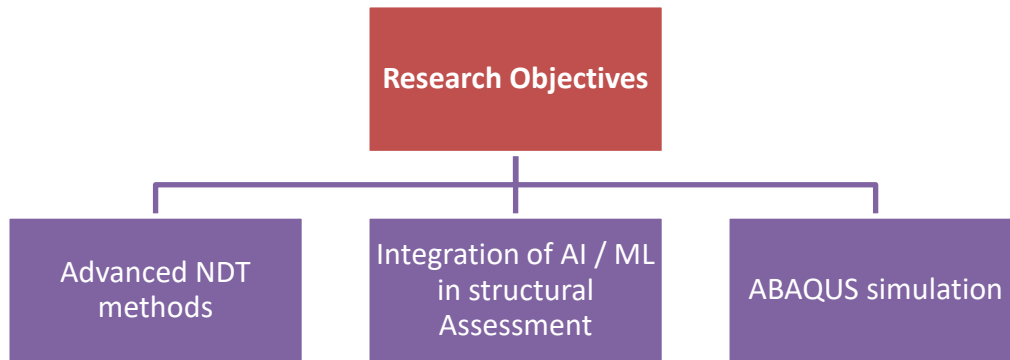 Research Objectives
Advanced NDT
methods
Integration of AI / ML
in structural
Assessment
ABAQUS simulation